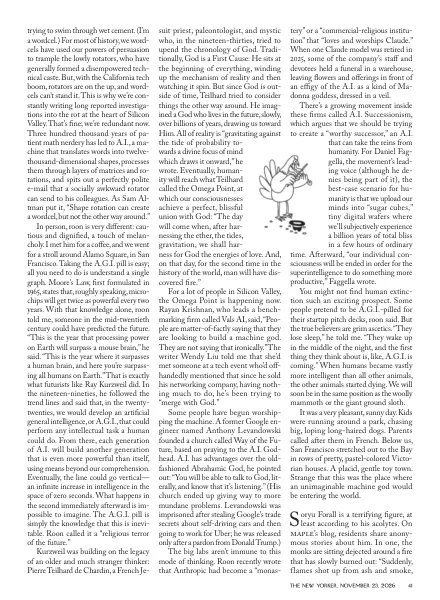 trying to swim through wet cement. (I'm
a wordcel.) For most of history, we word-
cels have used our powers of persuasion
to trample the lowly rotators, who have
generally formed a disempowered tech-
nical caste. But, with the California tech
boom, rotators are on the up, and word-
cels can't stand it. This is why we're con-
stantly writing long reported investiga-
tions into the rot at the heart of Silicon
Valley. That's fine; we're redundant now.
Three hundred thousand years of pa-
tient math nerdery has led to A.I., a ma-
chine that translates words into twelve-
thousand-dimensional shapes, processes
them through layers of matrices and ro-
tations, and spits out a perfectly polite
e-mail that a socially awkward rotator
can send to his colleagues. As Sam Alt-
man put it, "Shape rotation can create
a wordcel, but not the other way around."
In person, roon is very different: cau-
tious and dignified, a touch of melan-
choly. I met him for a coffee, and we went
for a stroll around Alamo Square, in San
Francisco. Taking the A.G.I. pill is easy;
all you need to do is understand a single
graph. Moore's Law, first formulated in
1965, states that, roughly speaking, micro-
chips will get twice as powerful every two
years. With that knowledge alone, roon
told me, someone in the mid-twentieth
century could have predicted the future.
"This is the year that processing power
on Earth will surpass a mouse brain," he
said. "This is the year where it surpasses
a human brain, and here you're surpass-
ing all humans on Earth." That is exactly
what futurists like Ray Kurzweil did. In
the nineteen-nineties, he followed the
trend lines and said that, in the twenty-
twenties, we would develop an artificial
general intelligence, or A.G.I., that could
perform any intellectual task a human
could do. From there, each generation
of A.I. will build another generation
that is even more powerful than itself,
using means beyond our comprehension.
Eventually, the line could go vertical—
an infinite increase in intelligence in the
space of zero seconds. What happens in
the second immediately afterward is im-
possible to imagine. The A.G.I. pill is
simply the knowledge that this is inevi-
table. Roon called it a "religious terror
of the future."
Kurzweil was building on the legacy
of an older and much stranger thinker:
Pierre Teilhard de Chardin, a French Je-
suit priest, paleontologist, and mystic
who, in the nineteen-thirties, tried to
upend the chronology of God. Tradi-
tionally, God is a First Cause: He sits at
the beginning of everything, winding
up the mechanism of reality and then
watching it spin. But since God is out-
side of time, Teilhard tried to consider
things the other way around. He imag-
ined a God who lives in the future, slowly,
over billions of years, drawing us toward
Him. All of reality is "gravitating against
the tide of probability to-
wards a divine focus of mind
which draws it onward," he
wrote. Eventually, human-
ity will reach what Teilhard
called the Omega Point, at
which our consciousnesses
achieve a perfect, blissful
union with God: "The day
will come when, after har-
nessing the ether, the tides,
gravitation, we shall har-
ness for God the energies of love. And,
on that day, for the second time in the
history of the world, man will have dis-
covered fire."
For a lot of people in Silicon Valley,
the Omega Point is happening now.
Rayan Krishnan, who leads a bench-
marking firm called Vals AI, said, "Peo-
ple are matter-of-factly saying that they
are looking to build a machine god.
They are not saying that ironically." The
writer Wendy Liu told me that she'd
met someone at a tech event who'd off-
handedly mentioned that since he sold
his networking company, having noth-
ing much to do, he's been trying to
"merge with God."
Some people have begun worship-
ping the machine. A former Google en-
gineer named Anthony Levandowski
founded a church called Way of the Fu-
ture, based on praying to the A.I. God-
head. A.I. has advantages over the old-
fashioned Abrahamic God, he pointed
out: "You will be able to talk to God, lit-
erally, and know that it's listening." (His
church ended up giving way to more
mundane problems. Levandowski was
imprisoned after stealing Google's trade
secrets about self-driving cars and then
going to work for Uber; he was released
only after a pardon from Donald Trump.)
The big labs aren't immune to this
mode of thinking. Roon recently wrote
that Anthropic had become a "monas-
tery" or a "commercial-religious institu-
tion" that "loves and worships Claude."
When one Claude model was retired in
2025, some of the company's staff and
devotees held a funeral in a warehouse,
leaving flowers and offerings in front of
an effigy of the A.I. as a kind of Ma-
donna goddess, dressed in a veil.
There's a growing movement inside
these firms called A.I. Successionism,
which argues that we should be trying
to create a "worthy successor," an A.I.
that can take the reins from
humanity. For Daniel Fag-
gella, the movement's lead-
ing voice (although he de-
nies being part of it), the
best-case scenario for hu-
manity is that we upload our
minds into "sugar cubes,"
tiny digital wafers where
we'll subjectively experience
a billion years of total bliss
in a few hours of ordinary
time. Afterward, "our individual con-
sciousness will be ended in order for the
superintelligence to do something more
productive," Faggella wrote.
You might not find human extinc-
tion such an exciting prospect. Some
people pretend to be A.G.I.-pilled for
their startup pitch decks, roon said. But
the true believers are grim ascetics. "They
lose sleep," he told me. "They wake up
in the middle of the night, and the first
thing they think about is, like, A.G.I. is
coming." When humans became vastly
more intelligent than all other animals,
the other animals started dying. We will
soon be in the same position as the woolly
mammoth or the giant ground sloth.
It was a very pleasant, sunny day. Kids
were running around a park, chasing
big, loping long-haired dogs. Parents
called after them in French. Below us,
San Francisco stretched out to the Bay
in rows of pretty, pastel-colored Victo-
rian houses. A placid, gentle toy town.
Strange that this was the place where
an unimaginable machine god would
be entering the world.
Soryu Forall is a terrifying figure, at
least according to his acolytes. On
MAPLE's blog, residents share anony-
mous stories about him. In one, the
monks are sitting dejected around a fire
that has slowly burned out: "Suddenly,
flames shot up from ash and smoke,
THE NEW YORKER, NOVEMBER 23, 2026 41